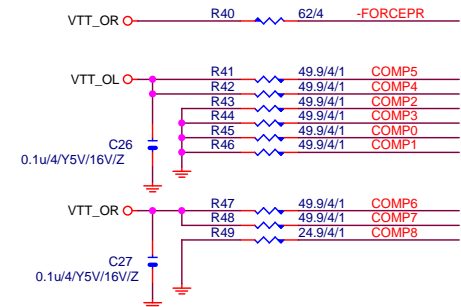 VTT_OR R40 62/4 -FORCEPR
VTT_OL R41 49.9/4/1 COMP5
R42 49.9/4/1 COMP4
R43 49.9/4/1 COMP2
R44 49.9/4/1 COMP3
R45 49.9/4/1 COMP0
R46 49.9/4/1 COMP1
C26
0.1u/4/Y5V/16V/Z
VTT_OR R47 49.9/4/1 COMP6
R48 49.9/4/1 COMP7
R49 24.9/4/1 COMP8
C27
0.1u/4/Y5V/16V/Z